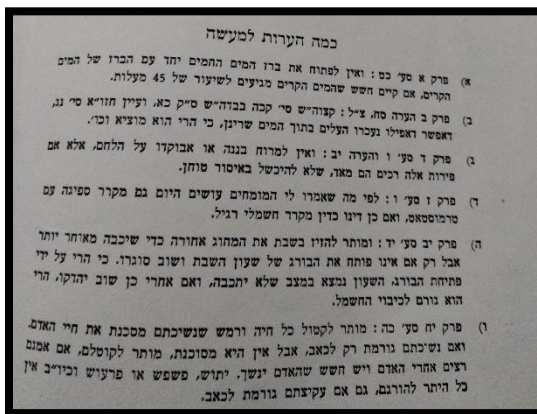 כמה הערות למעשה
א) פרק א סע׳ כט : ואין לפתוח את ברז המים החמים יחד עם הברז של המים
הקרים, אם קיים חשש שהמים הקרים מגיעים לשיעור של 45 מעלות.
ב) פרק ב הערה סח, צ״ל : קצוה״ש סי׳ קכה בבדה״ש ס״ק כא, ועיין חזו״א סי׳ נג,
דאפשר דאפילו נעכרו העלים בתוך המים שרינן, כי הרי הוא מוציא וכו׳.
ג) פרק ד סע׳ ו והערה יב : ואין למרוח בננה או אבוקדו על הלחם, אלא אם
פירות אלה רכים הם מאד, שלא להיכשל באיסור טוחן.
ד) פרק ז סע׳ ו : לפי מה שאמרו לי המומחים עושים היום גם מקרר ספיגה עם
טרמוסטאט, ואם כן דינו כדין מקרר חשמלי רגיל.
ה) פרק יב סע׳ יד : ומותר להזיז בשבת את המחוג אחורה כדי שיכבה מאוחר יותר
אבל רק אם אינו פותח את הבורג של שעון השבת ושוב סוגרו. כי הרי על ידי
פתיחת הבורג, השעון נמצא במצב שלא יתכבה, ואם אחרי כן שוב יהדקו, הרי
הוא גורם לכיבוי החשמל.
ו) פרק יח סע׳ כה : מותר לקטול כל חיה ורמש שנשיכתם מסכנת את חיי האדם.
ואם נשיכתם גורמת רק לכאב, אבל אין היא מסוכנת, מותר לקוטלם, אם אמנם
רצים אחרי האדם ויש חשש שהאדם ינשך. יתוש, פשפש או פרעוש וכיו״ב אין
כל היתר להורגם, גם אם עקיצתם גורמת לכאב.